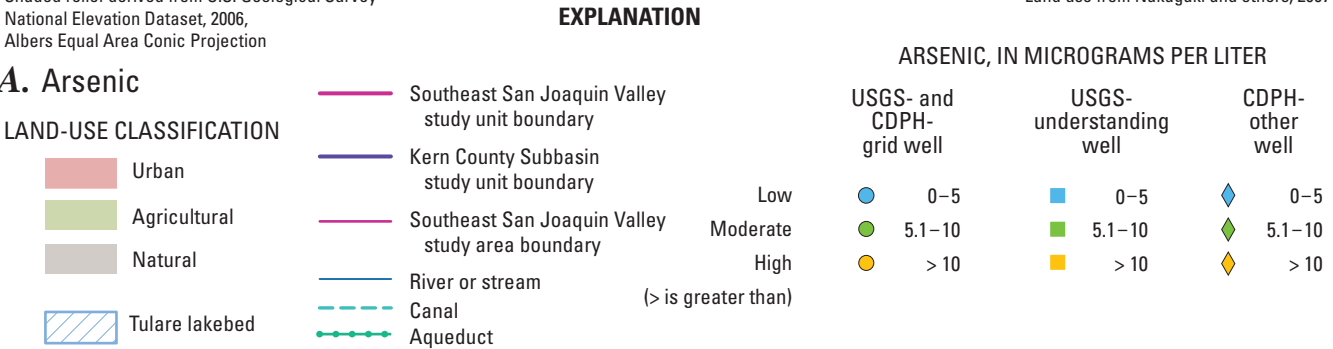 National Elevation Dataset, 2006,
Albers Equal Area Conic Projection
EXPLANATION
A. Arsenic
LAND-USE CLASSIFICATION
Urban
Agricultural
Natural
Tulare lakebed
Southeast San Joaquin Valley
study unit boundary
Kern County Subbasin
study unit boundary
Southeast San Joaquin Valley
study area boundary
River or stream
Canal
Aqueduct
ARSENIC, IN MICROGRAMS PER LITER
USGS- and
CDPH-
grid well
USGS-
understanding
well
CDPH-
other
well
Low 0–5 0–5 0–5
Moderate 5.1–10 5.1–10 5.1–10
High > 10 > 10 > 10
(> is greater than)